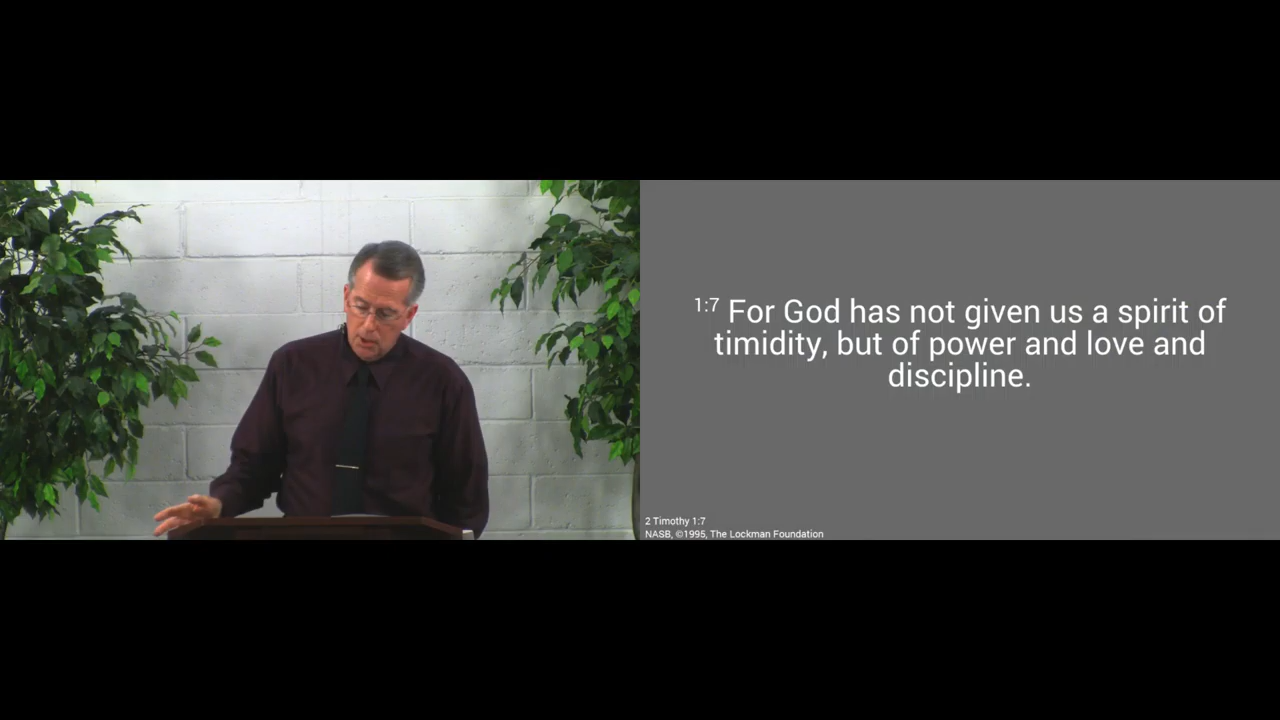 1:7 For God has not given us a spirit of
timidity, but of power and love and
discipline.
2 Timothy 1:7
NASB, ©1995, The Lockman Foundation